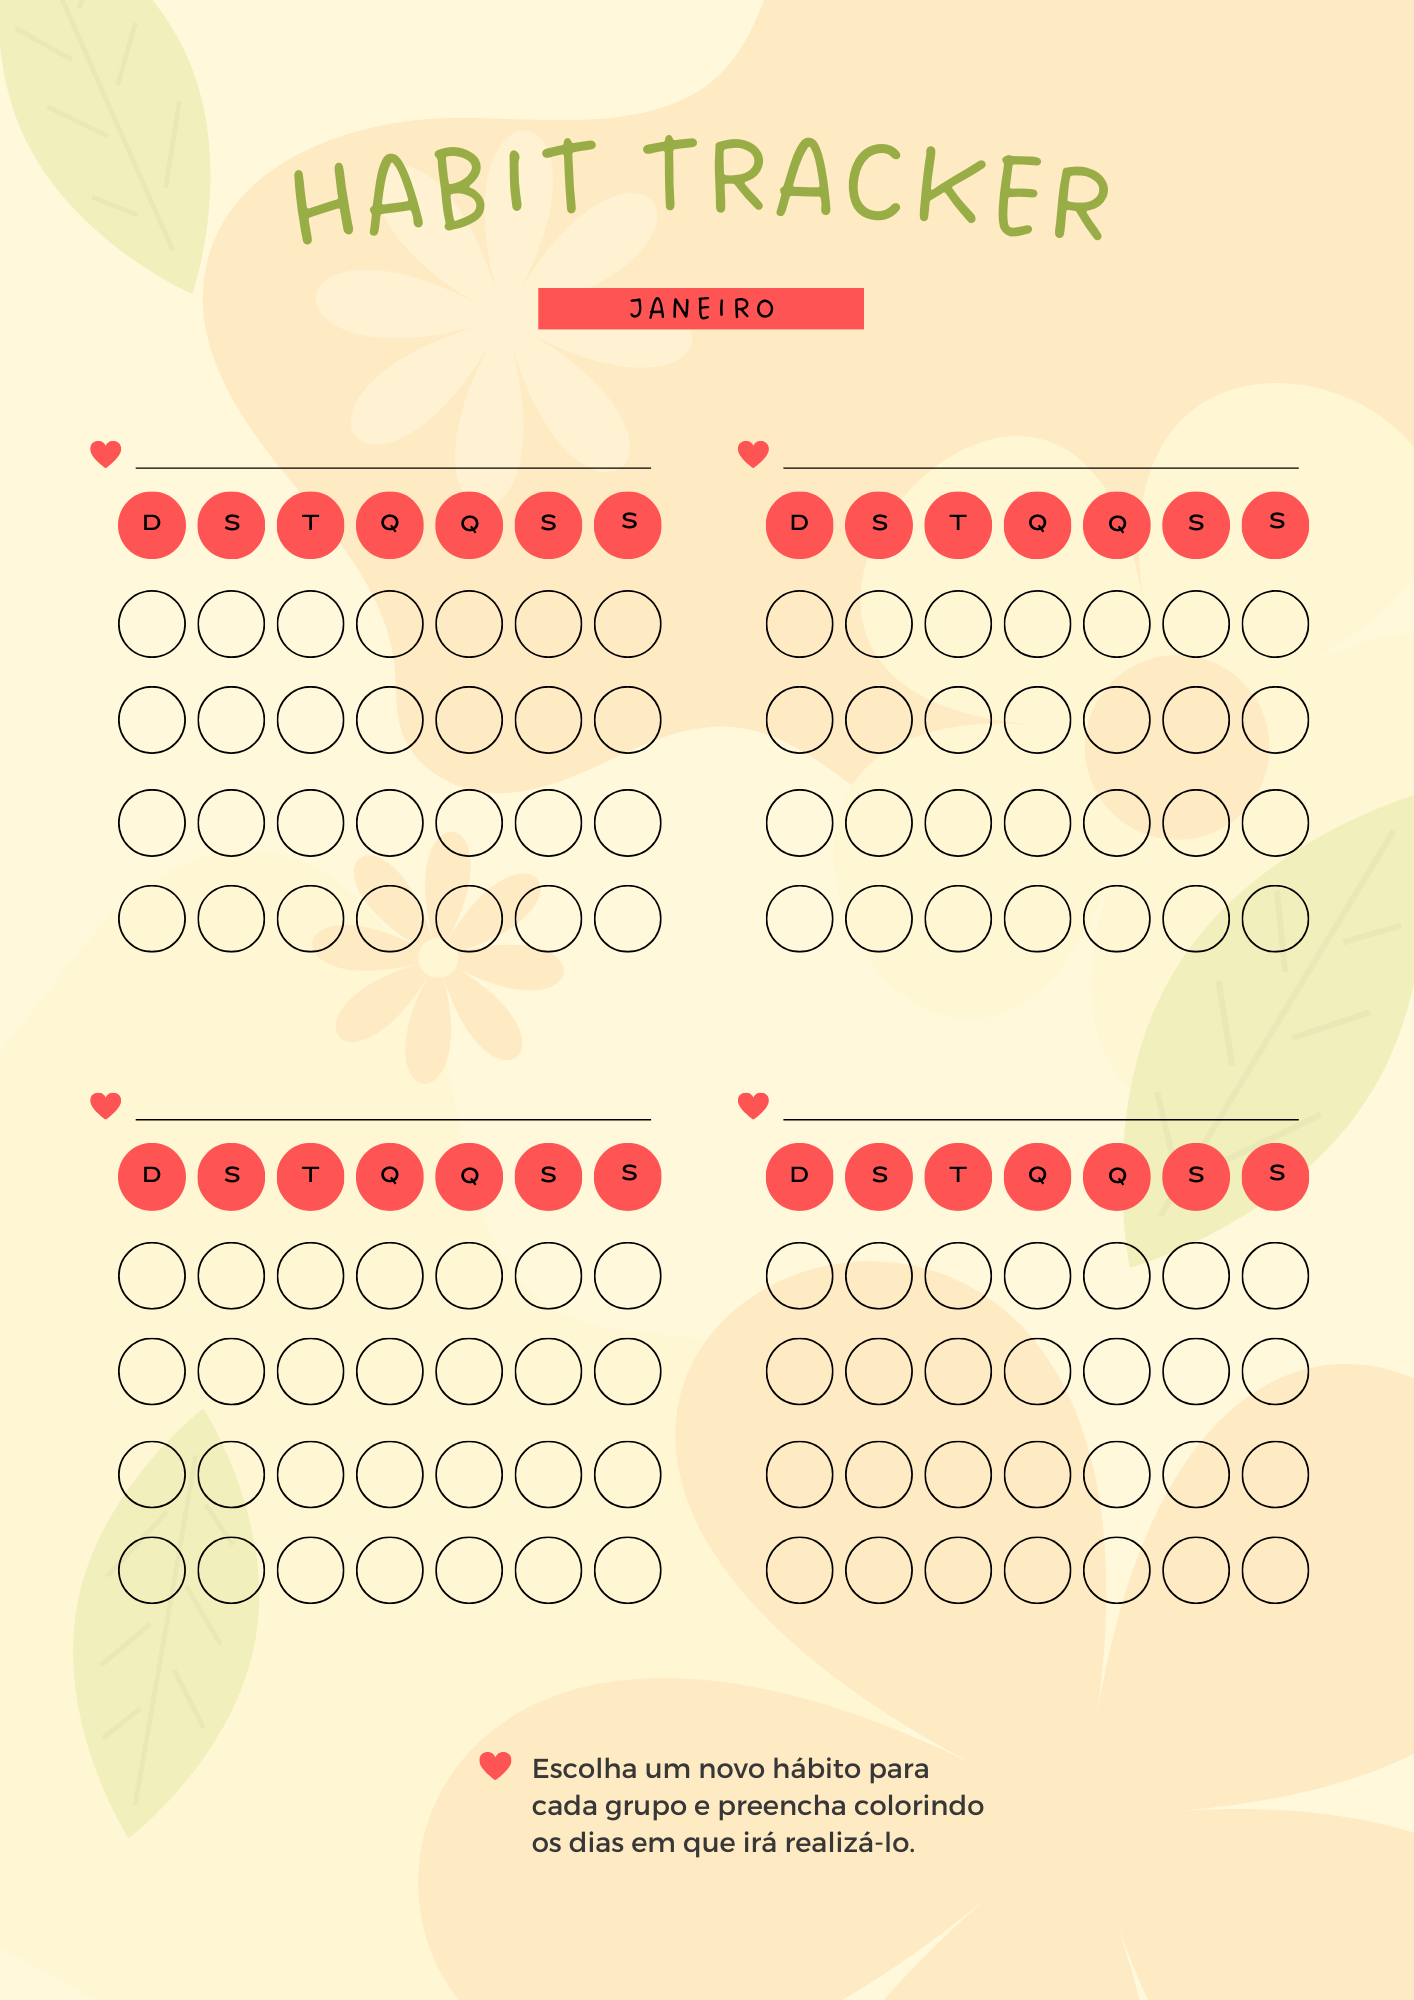 HABIT TRACKER
JANEIRO
D S T Q Q S S
D S T Q Q S S
D S T Q Q S S
D S T Q Q S S
Escolha um novo hábito para
cada grupo e preencha colorindo
os dias em que irá realizá-lo.